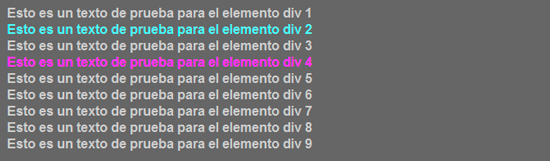 Esto es un texto de prueba para el elemento div 1
Esto es un texto de prueba para el elemento div 2
Esto es un texto de prueba para el elemento div 3
Esto es un texto de prueba para el elemento div 4
Esto es un texto de prueba para el elemento div 5
Esto es un texto de prueba para el elemento div 6
Esto es un texto de prueba para el elemento div 7
Esto es un texto de prueba para el elemento div 8
Esto es un texto de prueba para el elemento div 9